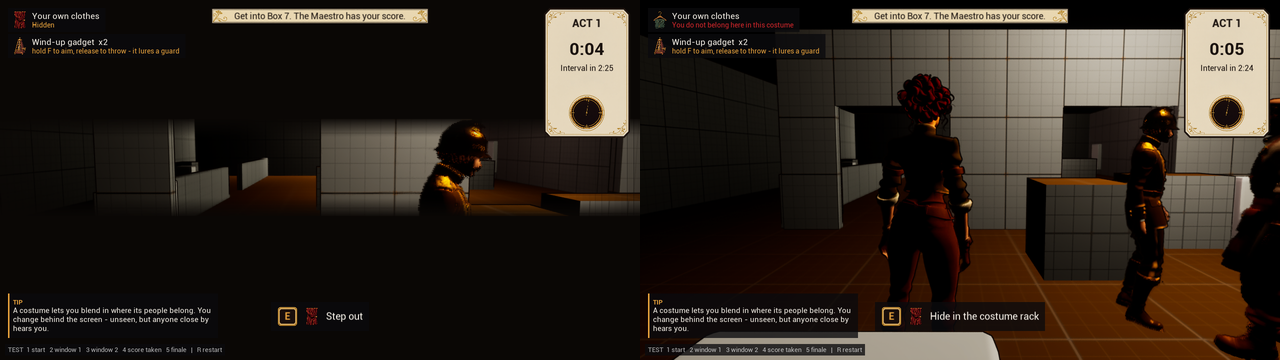 Your own clothes
Hidden
Wind-up gadget x2
hold F to aim, release to throw - it lures a guard
Get into Box 7. The Maestro has your score.
ACT 1
0:04
Interval in 2:25
TIP
A costume lets you blend in where its people belong. You
change behind the screen - unseen, but anyone close by
hears you.
E Step out
TEST 1 start 2 window 1 3 window 2 4 score taken 5 finale | R restart
Your own clothes
You do not belong here in this costume
Wind-up gadget x2
hold F to aim, release to throw - it lures a guard
Get into Box 7. The Maestro has your score.
ACT 1
0:05
Interval in 2:24
TIP
A costume lets you blend in where its people belong. You
change behind the screen - unseen, but anyone close by
hears you.
E Hide in the costume rack
TEST 1 start 2 window 1 3 window 2 4 score taken 5 finale | R restart